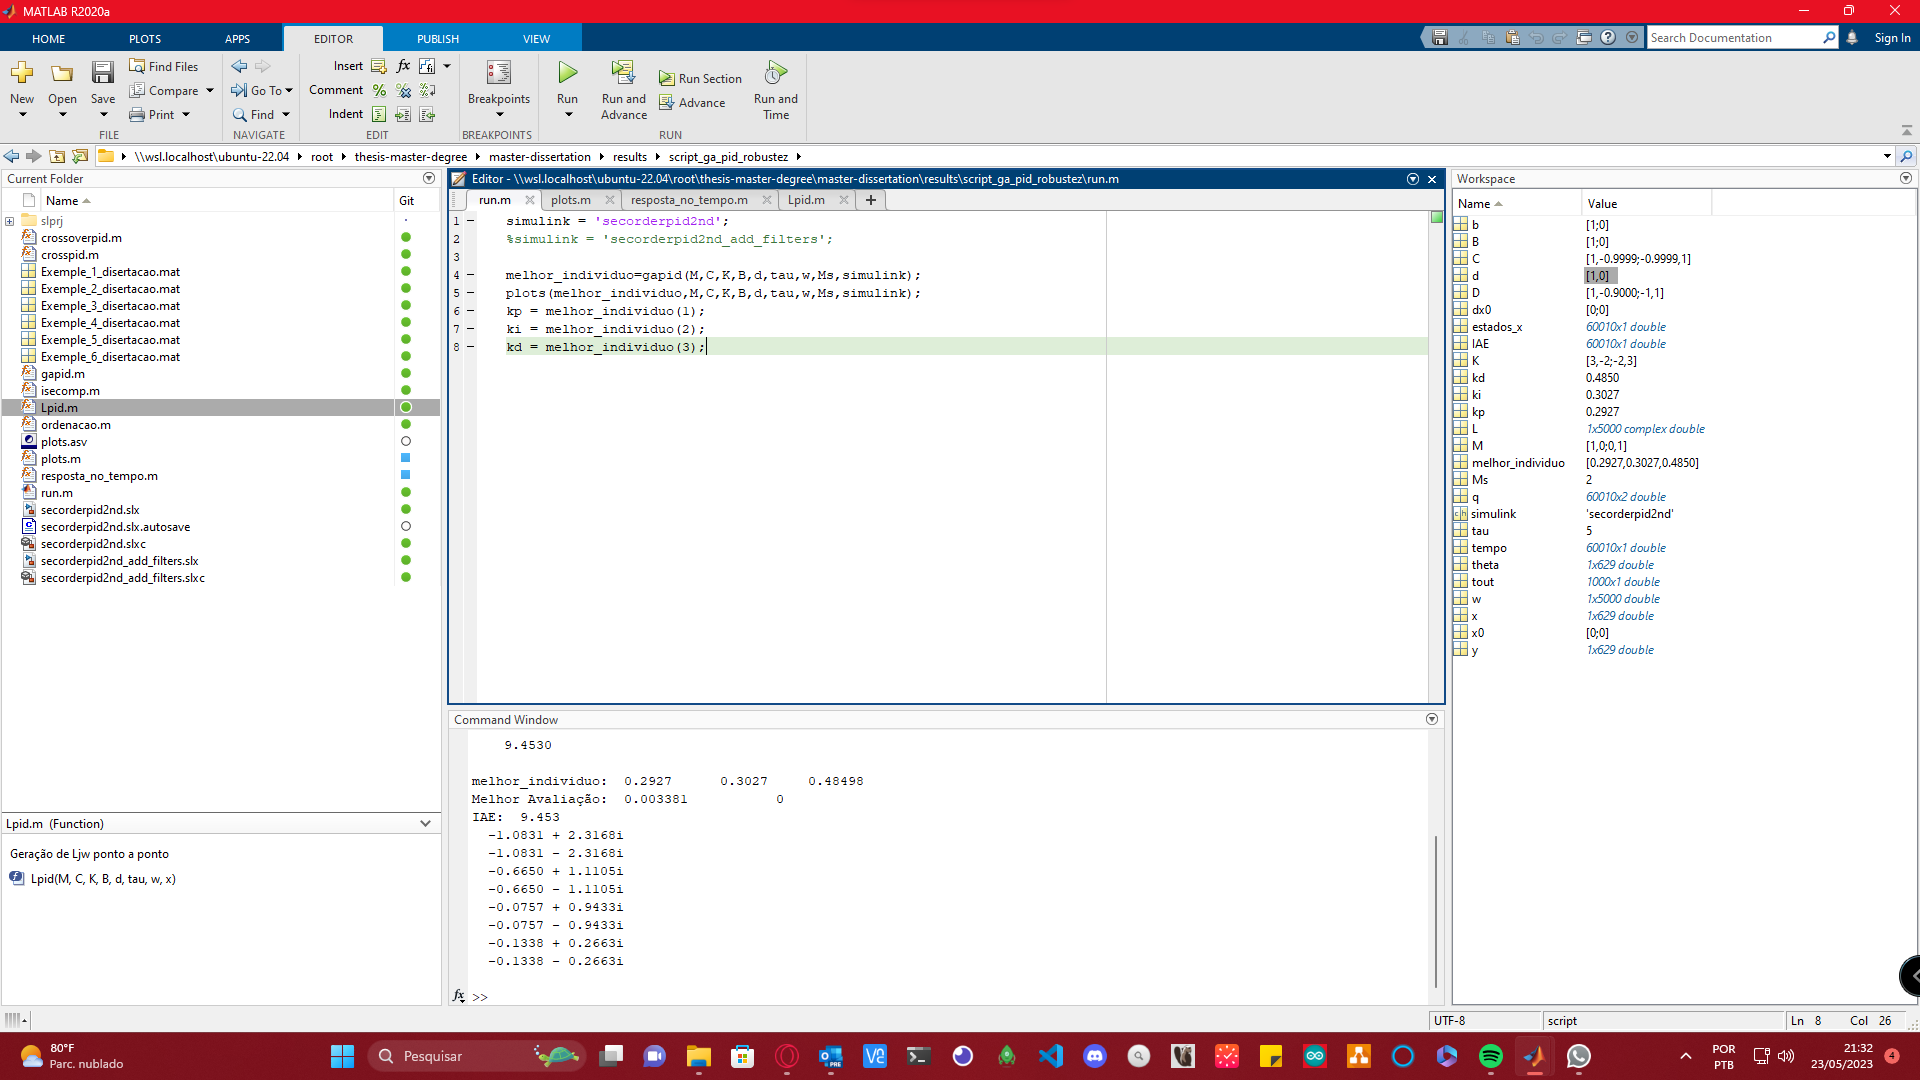 MATLAB R2020a
HOME PLOTS APPS EDITOR PUBLISH VIEW
Search Documentation
Sign In
New Open Save
Find Files
Compare
Print
FILE
Go To
Find
NAVIGATE
Insert fx
Comment
Indent
EDIT
Breakpoints
BREAKPOINTS
Run
Run and Advance
Run Section
Advance
Run and Time
RUN
\\wsl.localhost\ubuntu-22.04 root thesis-master-degree master-dissertation results script_ga_pid_robustez
Current Folder
Name Git
slprj
crossoverpid.m
crosspid.m
Exemple_1_disertacao.mat
Exemple_2_disertacao.mat
Exemple_3_disertacao.mat
Exemple_4_disertacao.mat
Exemple_5_disertacao.mat
Exemple_6_disertacao.mat
gapid.m
isecomp.m
Lpid.m
ordenacao.m
plots.asv
plots.m
resposta_no_tempo.m
run.m
secorderpid2nd.slx
secorderpid2nd.slx.autosave
secorderpid2nd.slxc
secorderpid2nd_add_filters.slx
secorderpid2nd_add_filters.slxc
Lpid.m (Function)
Geração de Ljw ponto a ponto
Lpid(M, C, K, B, d, tau, w, x)
Editor - \\wsl.localhost\ubuntu-22.04\root\thesis-master-degree\master-dissertation\results\script_ga_pid_robustez\run.m
run.m plots.m resposta_no_tempo.m Lpid.m
1 simulink = 'secorderpid2nd';
2 %simulink = 'secorderpid2nd_add_filters';
3
4 melhor_individuo=gapid(M,C,K,B,d,tau,w,Ms,simulink);
5 plots(melhor_individuo,M,C,K,B,d,tau,w,Ms,simulink);
6 kp = melhor_individuo(1);
7 ki = melhor_individuo(2);
8 kd = melhor_individuo(3);
Command Window
9.4530
melhor_individuo: 0.2927 0.3027 0.48498
Melhor Avaliação: 0.003381 0
IAE: 9.453
-1.0831 + 2.3168i
-1.0831 - 2.3168i
-0.6650 + 1.1105i
-0.6650 - 1.1105i
-0.0757 + 0.9433i
-0.0757 - 0.9433i
-0.1338 + 0.2663i
-0.1338 - 0.2663i
fx >>
Workspace
Name Value
b [1;0]
B [1;0]
C [1,-0.9999;-0.9999,1]
d [1,0]
D [1,-0.9000;-1,1]
dx0 [0;0]
estados_x 60010x1 double
IAE 60010x1 double
K [3,-2;-2,3]
kd 0.4850
ki 0.3027
kp 0.2927
L 1x5000 complex double
M [1,0;0,1]
melhor_individuo [0.2927,0.3027,0.4850]
Ms 2
q 60010x2 double
simulink 'secorderpid2nd'
tau 5
tempo 60010x1 double
theta 1x629 double
tout 1000x1 double
w 1x5000 double
x 1x629 double
x0 [0;0]
y 1x629 double
UTF-8 script Ln 8 Col 26
80°F
Parc. nublado
Pesquisar
POR
PTB
21:32
23/05/2023
4